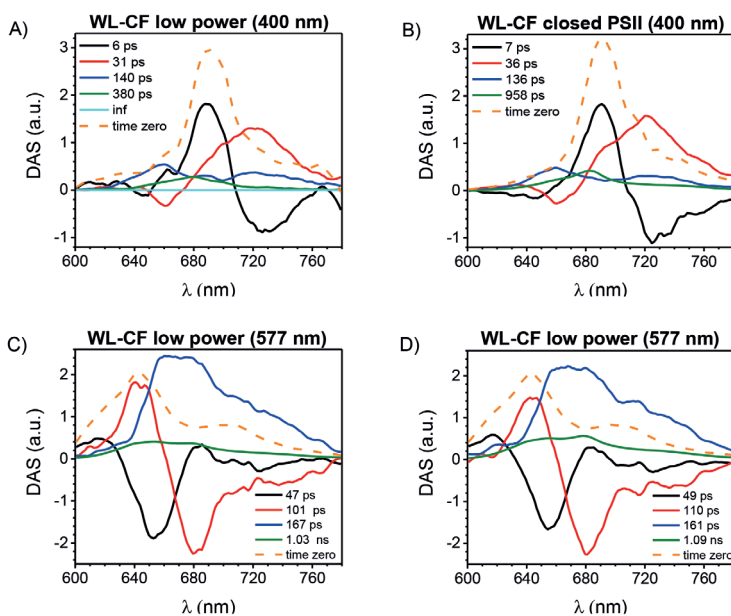 A)
WL-CF low power (400 nm)
6 ps
31 ps
140 ps
380 ps
inf
time zero
DAS (a.u.)
3
2
1
0
-1
600 640 680 720 760
λ (nm)
B)
WL-CF closed PSII (400 nm)
7 ps
36 ps
136 ps
958 ps
time zero
DAS (a.u.)
3
2
1
0
-1
600 640 680 720 760
λ (nm)
C)
WL-CF low power (577 nm)
DAS (a.u.)
2
1
0
-1
-2
47 ps
101 ps
167 ps
1.03 ns
time zero
600 640 680 720 760
λ (nm)
D)
WL-CF low power (577 nm)
DAS (a.u.)
2
1
0
-1
-2
49 ps
110 ps
161 ps
1.09 ns
time zero
600 640 680 720 760
λ (nm)